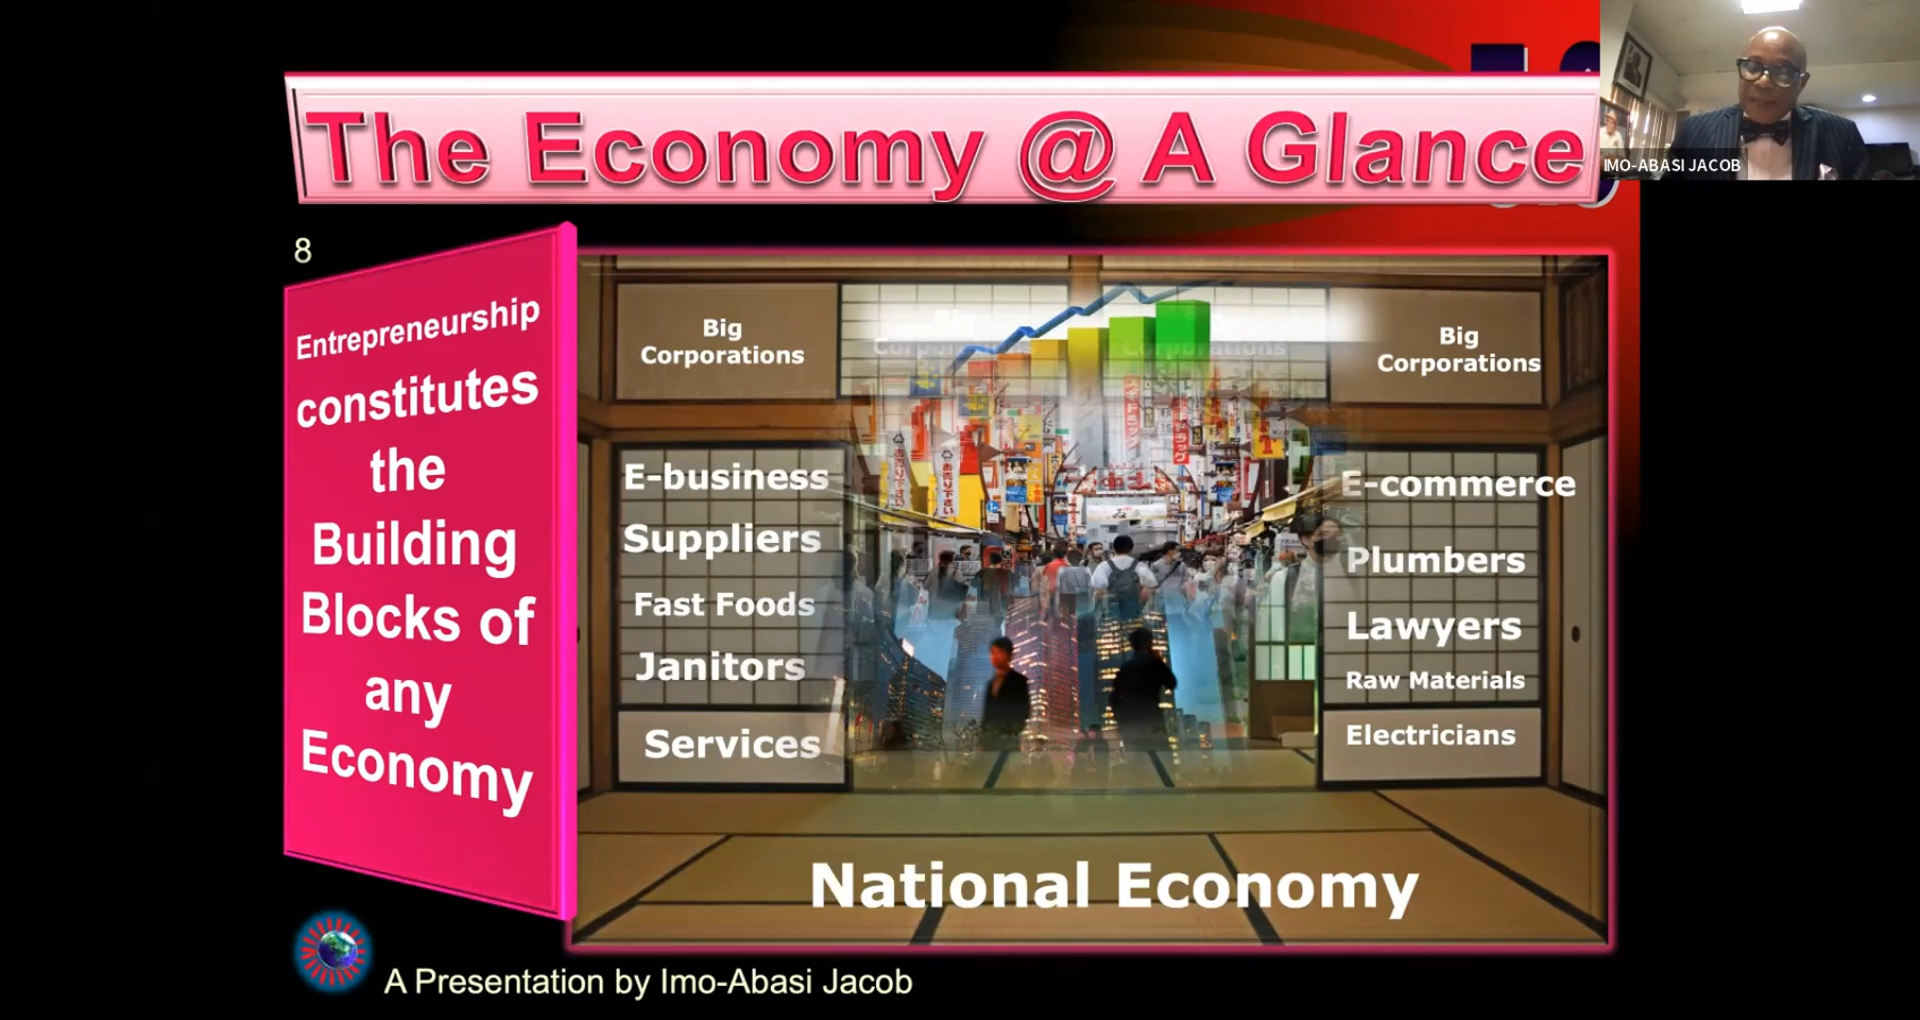 The Economy @ A Glance
IMO-ABASI JACOB
8
Entrepreneurship
constitutes
the
Building
Blocks of
any
Economy
Big
Corporations
Big
Corporations
E-business
Suppliers
Fast Foods
Janitors
Services
E-commerce
Plumbers
Lawyers
Raw Materials
Electricians
National Economy
A Presentation by Imo-Abasi Jacob